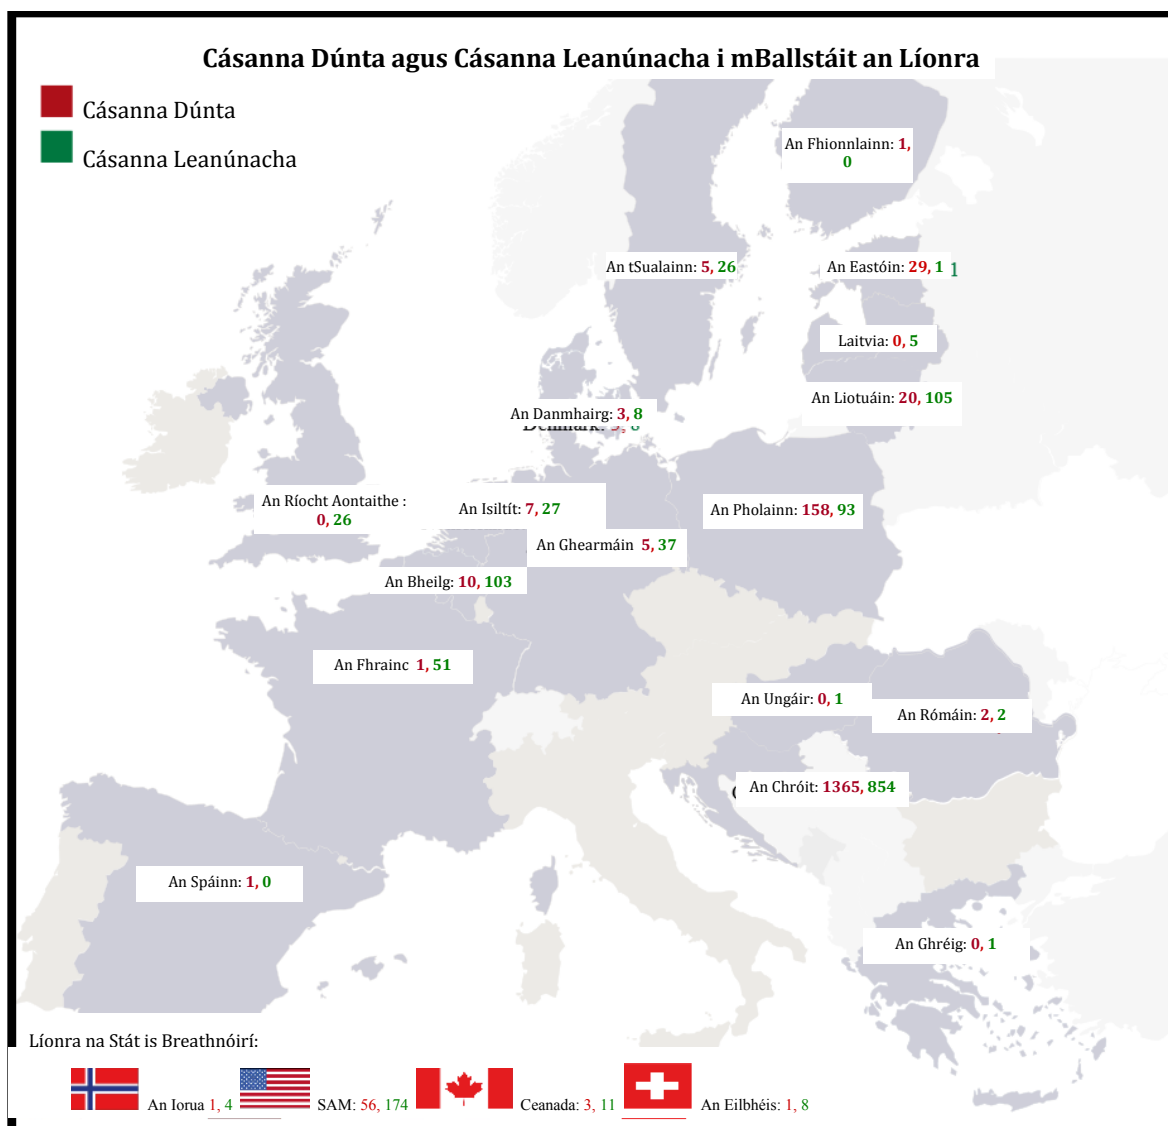 Cásanna Dúnta agus Cásanna Leanúnacha i mBallstáit an Líonra
Cásanna Dúnta
Cásanna Leanúnacha
An Fhionnlainn: 1,
0
An tSualainn: 5, 26
An Eastóin: 29, 1 1
Laitvia: 0, 5
An Liotuáin: 20, 105
An Danmhairg: 3, 8
An Ríocht Aontaithe :
0, 26
An Isiltít: 7, 27
An Pholainn: 158, 93
An Ghearmáin 5, 37
An Bheilg: 10, 103
An Fhrainc 1, 51
An Ungáir: 0, 1
An Rómáin: 2, 2
An Chróit: 1365, 854
An Spáinn: 1, 0
An Ghréig: 0, 1
Líonra na Stát is Breathnóirí:
An Iorua 1, 4
SAM: 56, 174
Ceanada: 3, 11
An Eilbhéis: 1, 8